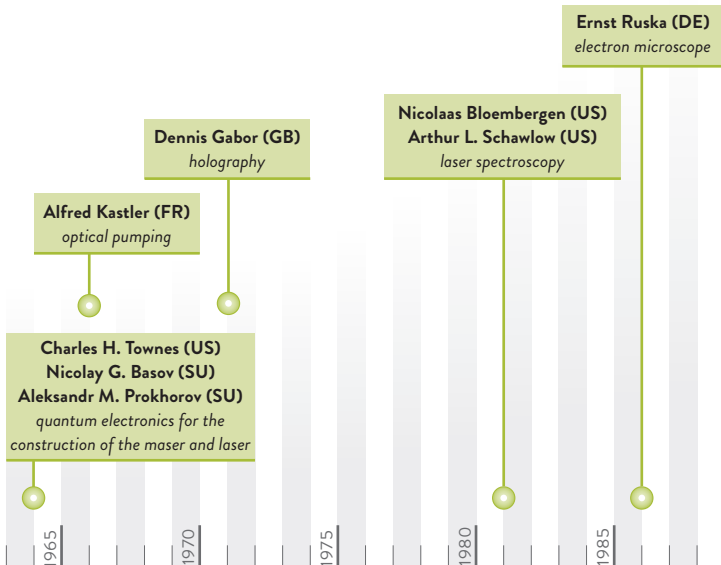 Ernst Ruska (DE)
electron microscope
Nicolaas Bloembergen (US)
Arthur L. Schawlow (US)
laser spectroscopy
Dennis Gabor (GB)
holography
Alfred Kastler (FR)
optical pumping
Charles H. Townes (US)
Nicolay G. Basov (SU)
Aleksandr M. Prokhorov (SU)
quantum electronics for the
construction of the maser and laser
1965
1970
1975
1980
1985